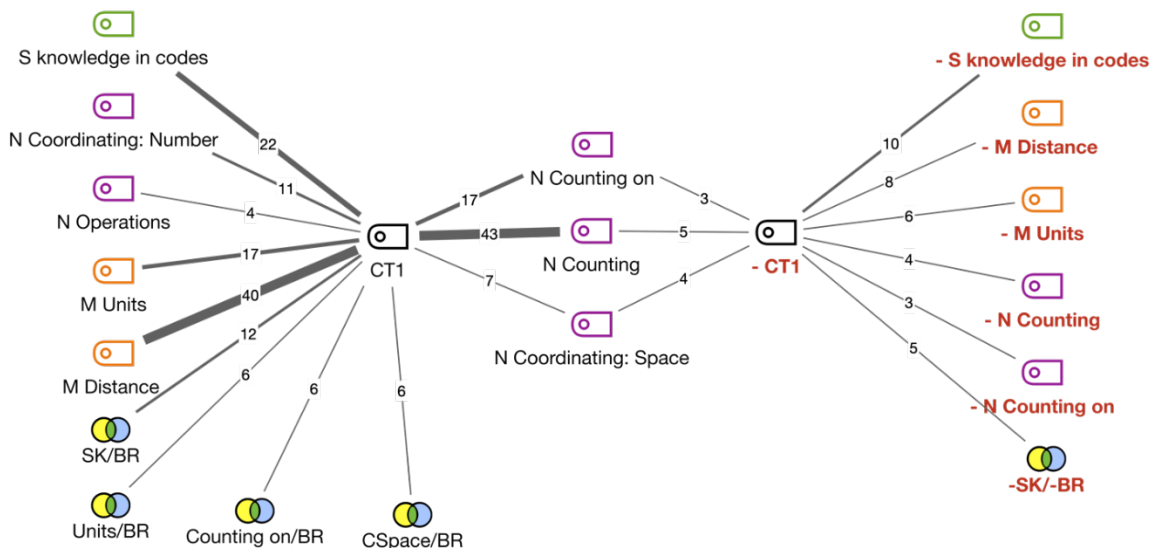 S knowledge in codes
N Coordinating: Number
N Operations
M Units
M Distance
SK/BR
Units/BR
Counting on/BR
CSpace/BR
22
11
4
17
40
12
6
6
6
CT1
17
43
7
N Counting on
N Counting
N Coordinating: Space
3
5
4
- CT1
10
8
6
4
3
5
- S knowledge in codes
- M Distance
- M Units
- N Counting
- N Counting on
-SK/-BR